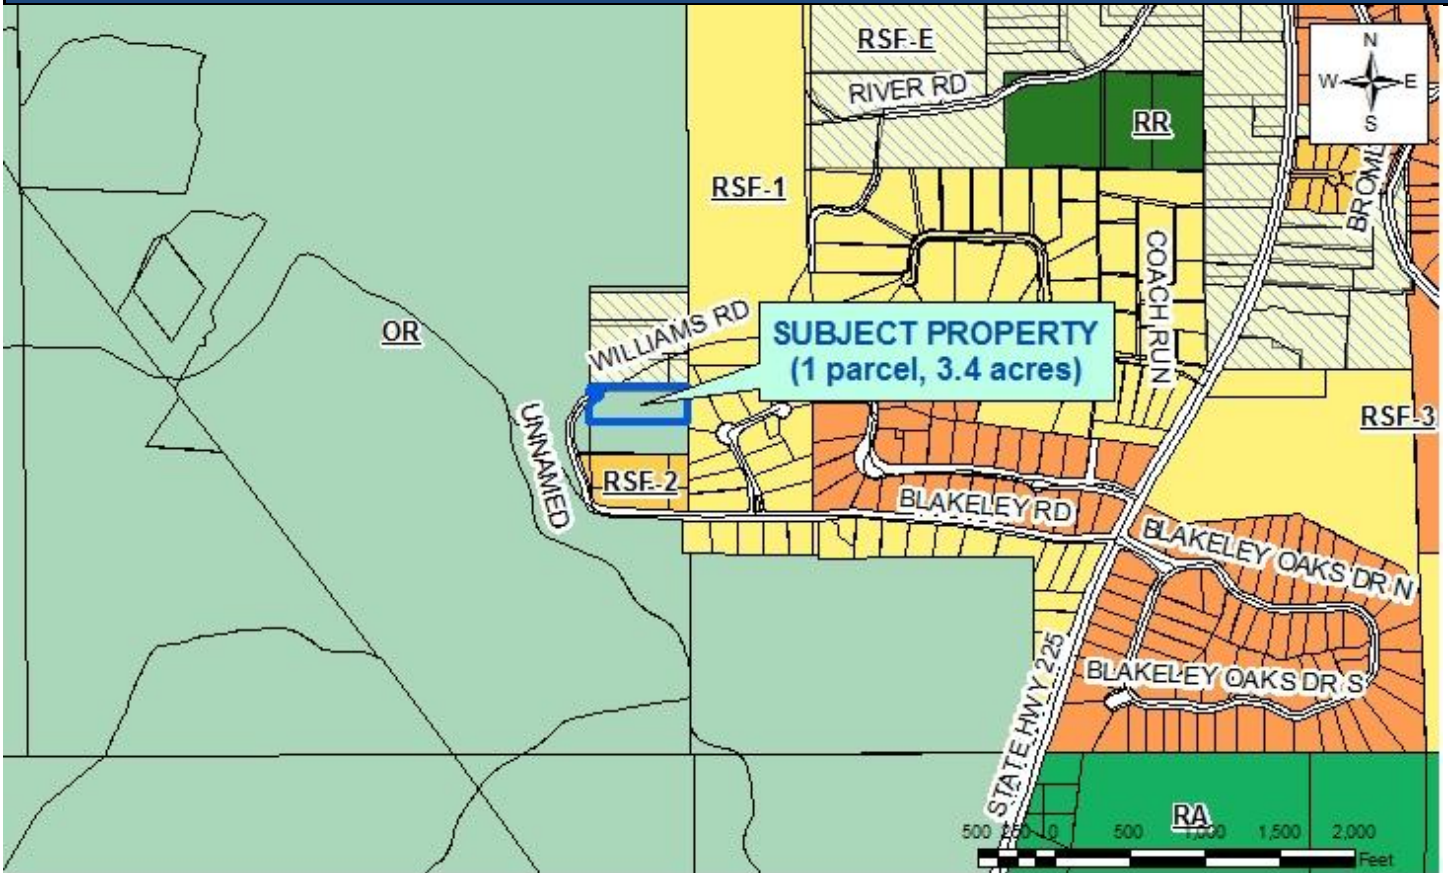 RSF-E
N
W
E
S
RIVER RD
RR
RSF-1
BROML
COACH RUN
OR
WILLIAMS RD
SUBJECT PROPERTY
(1 parcel, 3.4 acres)
RSF-3
UNNAMED
RSF-2
BLAKELEY RD
BLAKELEY OAKS DR N
BLAKELEY OAKS DR S
STATE HWY 225
RA
500 250 0 500 1,000 1,500 2,000
Feet